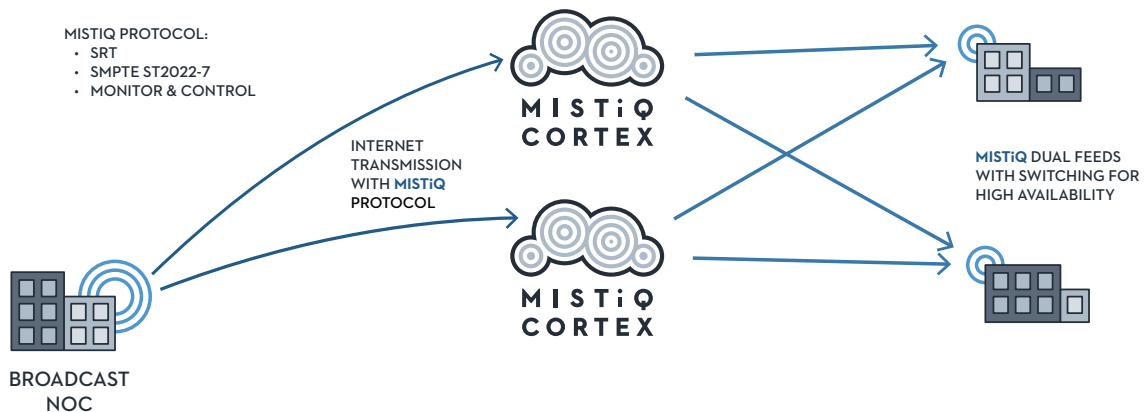 MISTIQ PROTOCOL:
• SRT
• SMPTE ST2022-7
• MONITOR & CONTROL
MISTiQ
CORTEX
INTERNET
TRANSMISSION
WITH MISTiQ
PROTOCOL
MISTiQ DUAL FEEDS
WITH SWITCHING FOR
HIGH AVAILABILITY
MISTiQ
CORTEX
BROADCAST
NOC